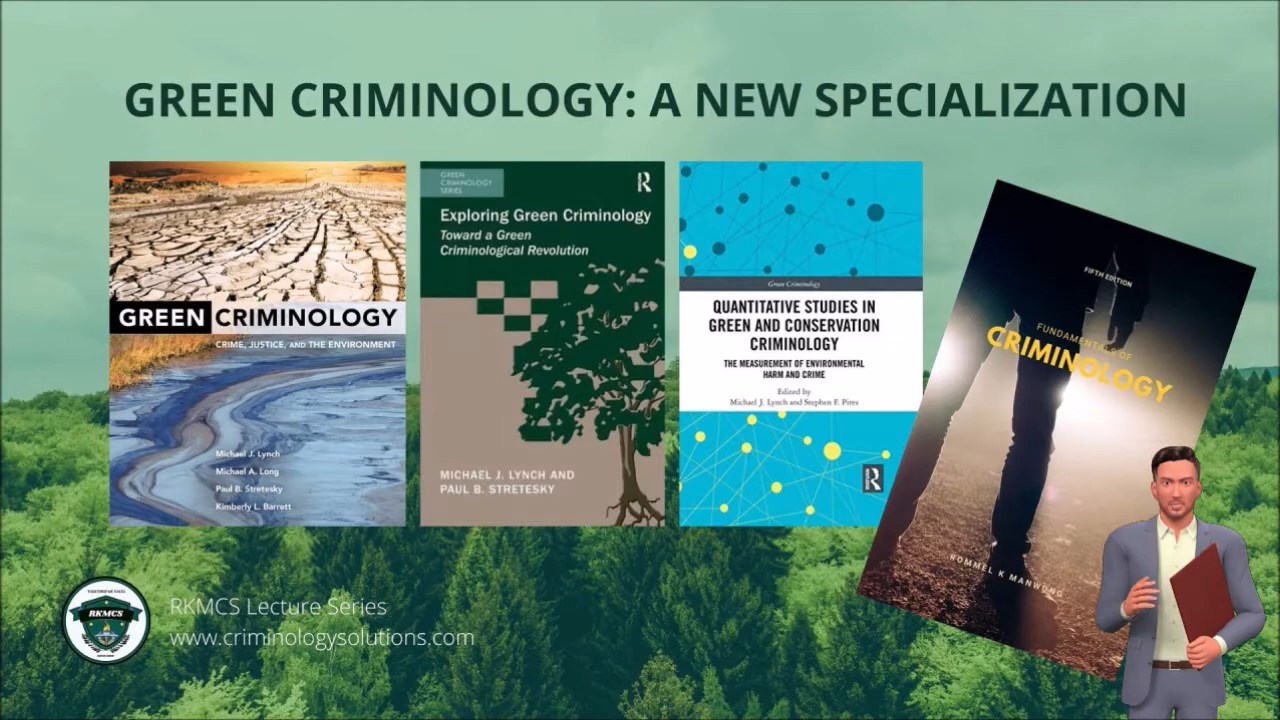 GREEN CRIMINOLOGY: A NEW SPECIALIZATION
GREEN CRIMINOLOGY
CRIME, JUSTICE, AND THE ENVIRONMENT
Michael J. Lynch
Michael A. Long
Paul B. Stretesky
Kimberly L. Barrett
GREEN
CRIMINOLOGY
SERIES
R
Exploring Green Criminology
Toward a Green
Criminological Revolution
MICHAEL J. LYNCH AND
PAUL B. STRETESKY
Green Criminology
QUANTITATIVE STUDIES IN
GREEN AND CONSERVATION
CRIMINOLOGY
THE MEASUREMENT OF ENVIRONMENTAL
HARM AND CRIME
Edited by
Michael J. Lynch and Stephen F. Pires
R
FIFTH EDITION
FUNDAMENTALS OF
CRIMINOLOGY
ROMMEL K MANWONG
RKMCS
RKMCS Lecture Series
www.criminologysolutions.com